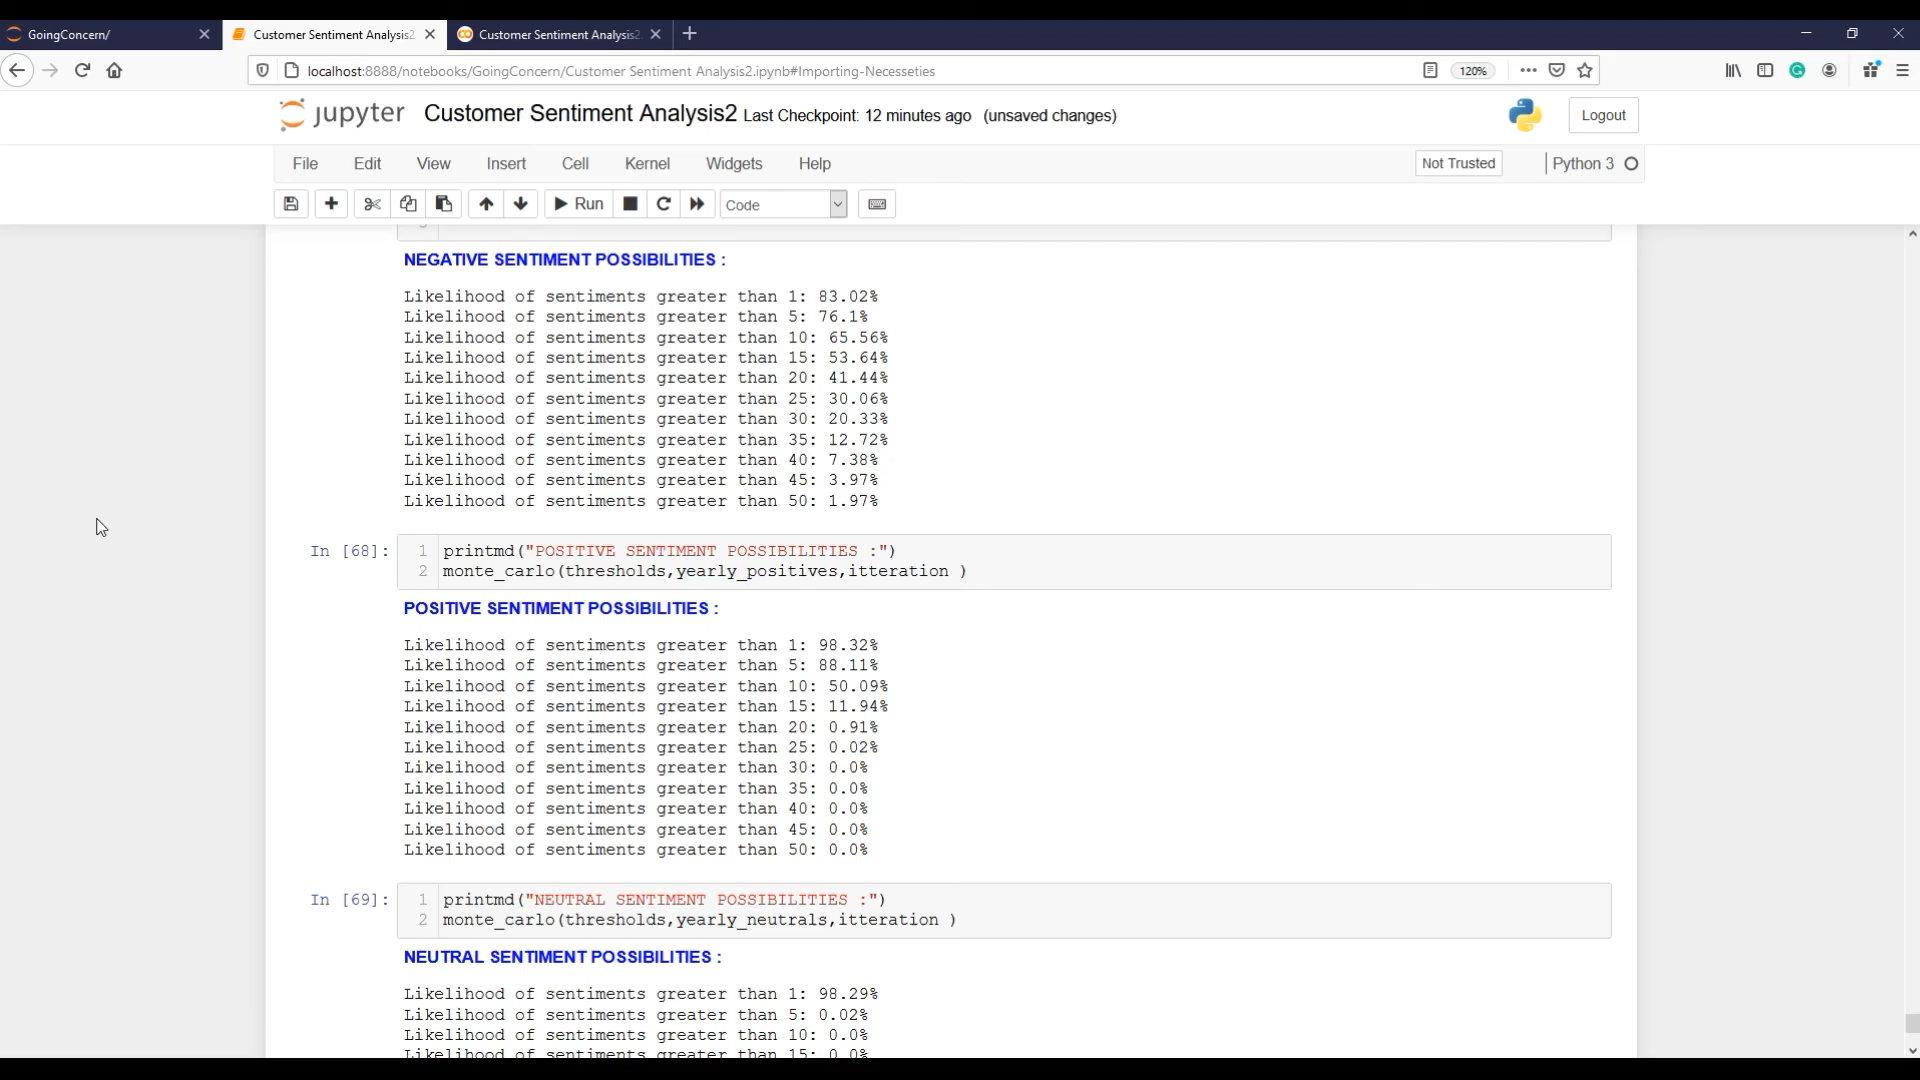 GoingConcern/
Customer Sentiment Analysis2
Customer Sentiment Analysis2
localhost:8888/notebooks/GoingConcern/Customer Sentiment Analysis2.ipynb#Importing-Necesseties
120%
jupyter Customer Sentiment Analysis2 Last Checkpoint: 12 minutes ago (unsaved changes)
Logout
File Edit View Insert Cell Kernel Widgets Help
Not Trusted
Python 3
Run
Code
NEGATIVE SENTIMENT POSSIBILITIES :
Likelihood of sentiments greater than 1: 83.02%
Likelihood of sentiments greater than 5: 76.1%
Likelihood of sentiments greater than 10: 65.56%
Likelihood of sentiments greater than 15: 53.64%
Likelihood of sentiments greater than 20: 41.44%
Likelihood of sentiments greater than 25: 30.06%
Likelihood of sentiments greater than 30: 20.33%
Likelihood of sentiments greater than 35: 12.72%
Likelihood of sentiments greater than 40: 7.38%
Likelihood of sentiments greater than 45: 3.97%
Likelihood of sentiments greater than 50: 1.97%
In [68]: 1 printmd("POSITIVE SENTIMENT POSSIBILITIES :")
2 monte_carlo(thresholds,yearly_positives,itteration )
POSITIVE SENTIMENT POSSIBILITIES :
Likelihood of sentiments greater than 1: 98.32%
Likelihood of sentiments greater than 5: 88.11%
Likelihood of sentiments greater than 10: 50.09%
Likelihood of sentiments greater than 15: 11.94%
Likelihood of sentiments greater than 20: 0.91%
Likelihood of sentiments greater than 25: 0.02%
Likelihood of sentiments greater than 30: 0.0%
Likelihood of sentiments greater than 35: 0.0%
Likelihood of sentiments greater than 40: 0.0%
Likelihood of sentiments greater than 45: 0.0%
Likelihood of sentiments greater than 50: 0.0%
In [69]: 1 printmd("NEUTRAL SENTIMENT POSSIBILITIES :")
2 monte_carlo(thresholds,yearly_neutrals,itteration )
NEUTRAL SENTIMENT POSSIBILITIES :
Likelihood of sentiments greater than 1: 98.29%
Likelihood of sentiments greater than 5: 0.02%
Likelihood of sentiments greater than 10: 0.0%
Likelihood of sentiments greater than 15: 0.0%